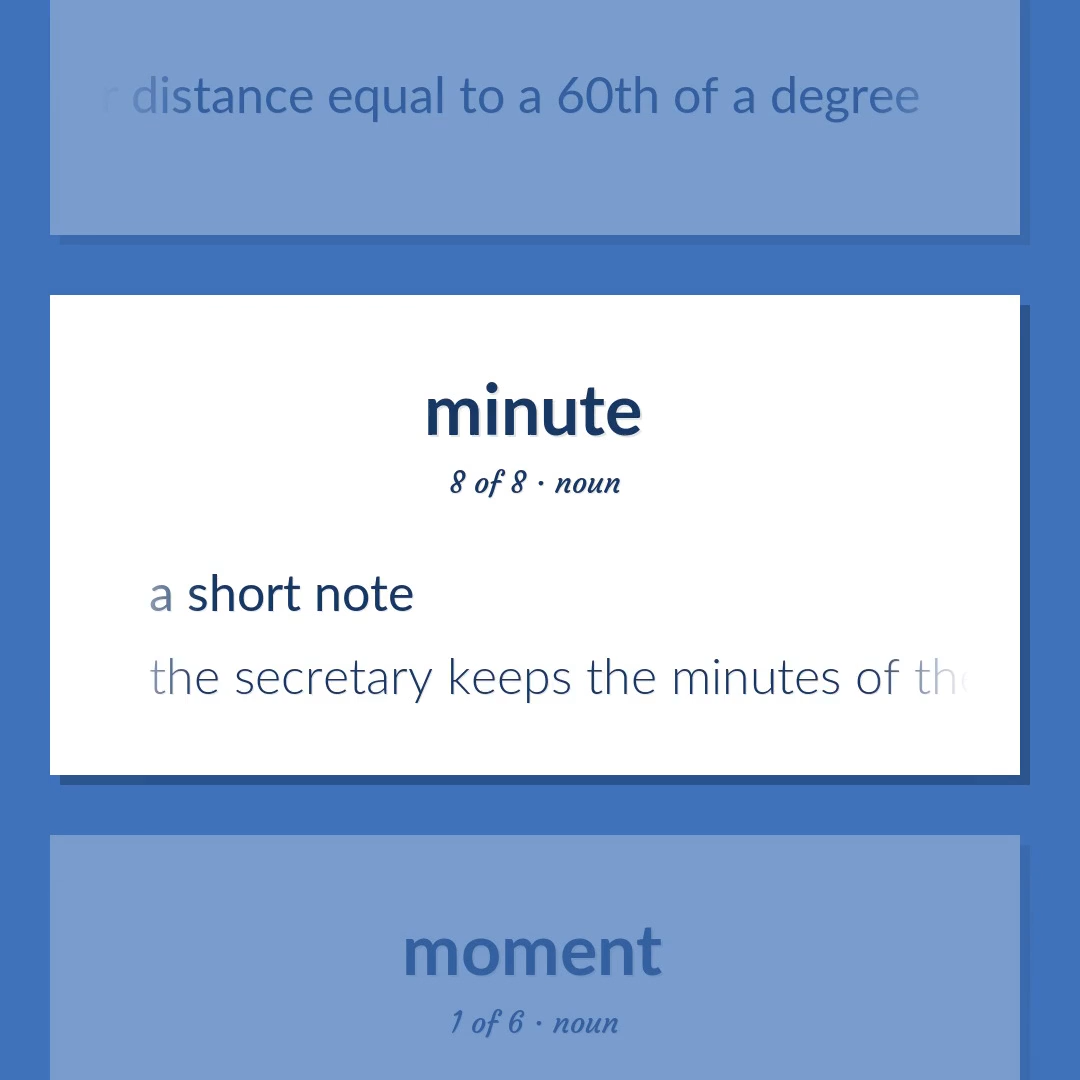 distance equal to a 60th of a degree
minute
8 of 8 · noun
a short note
the secretary keeps the minutes of the
moment
1 of 6 · noun